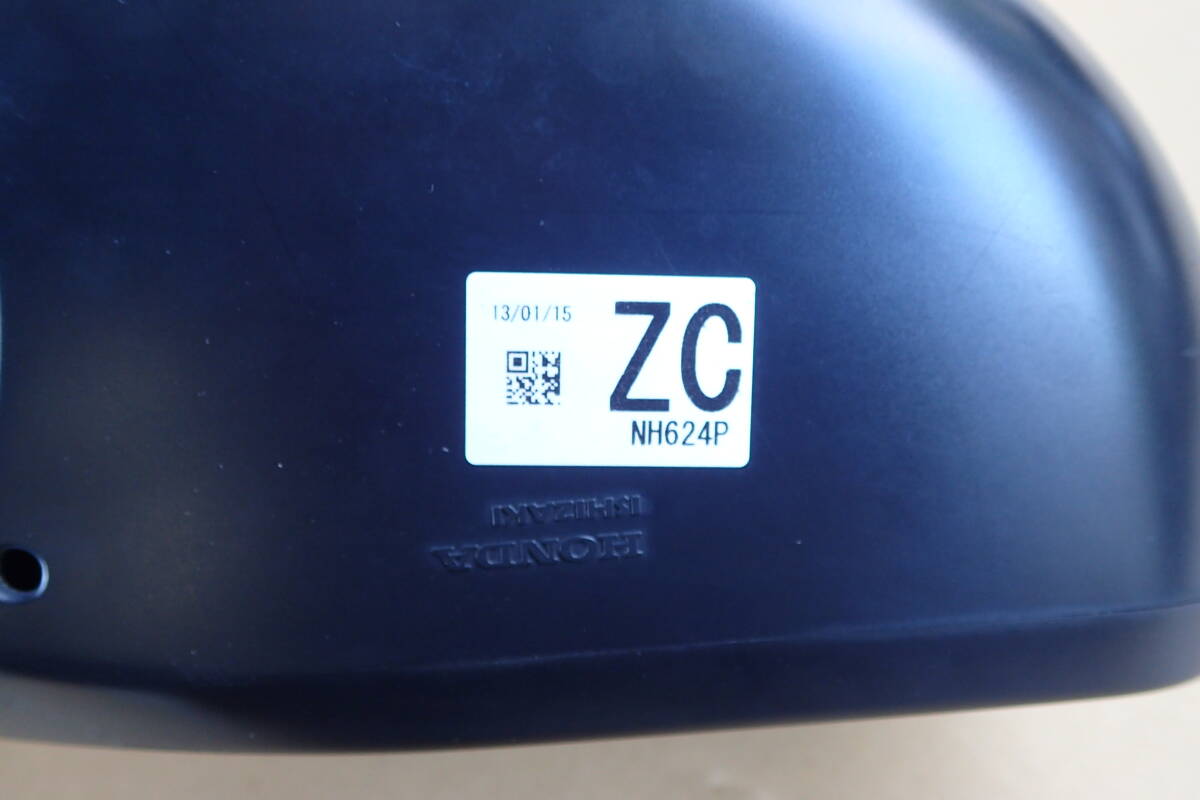 13/01/15
ZC
NH624P
ISHIZAKI
HONDA